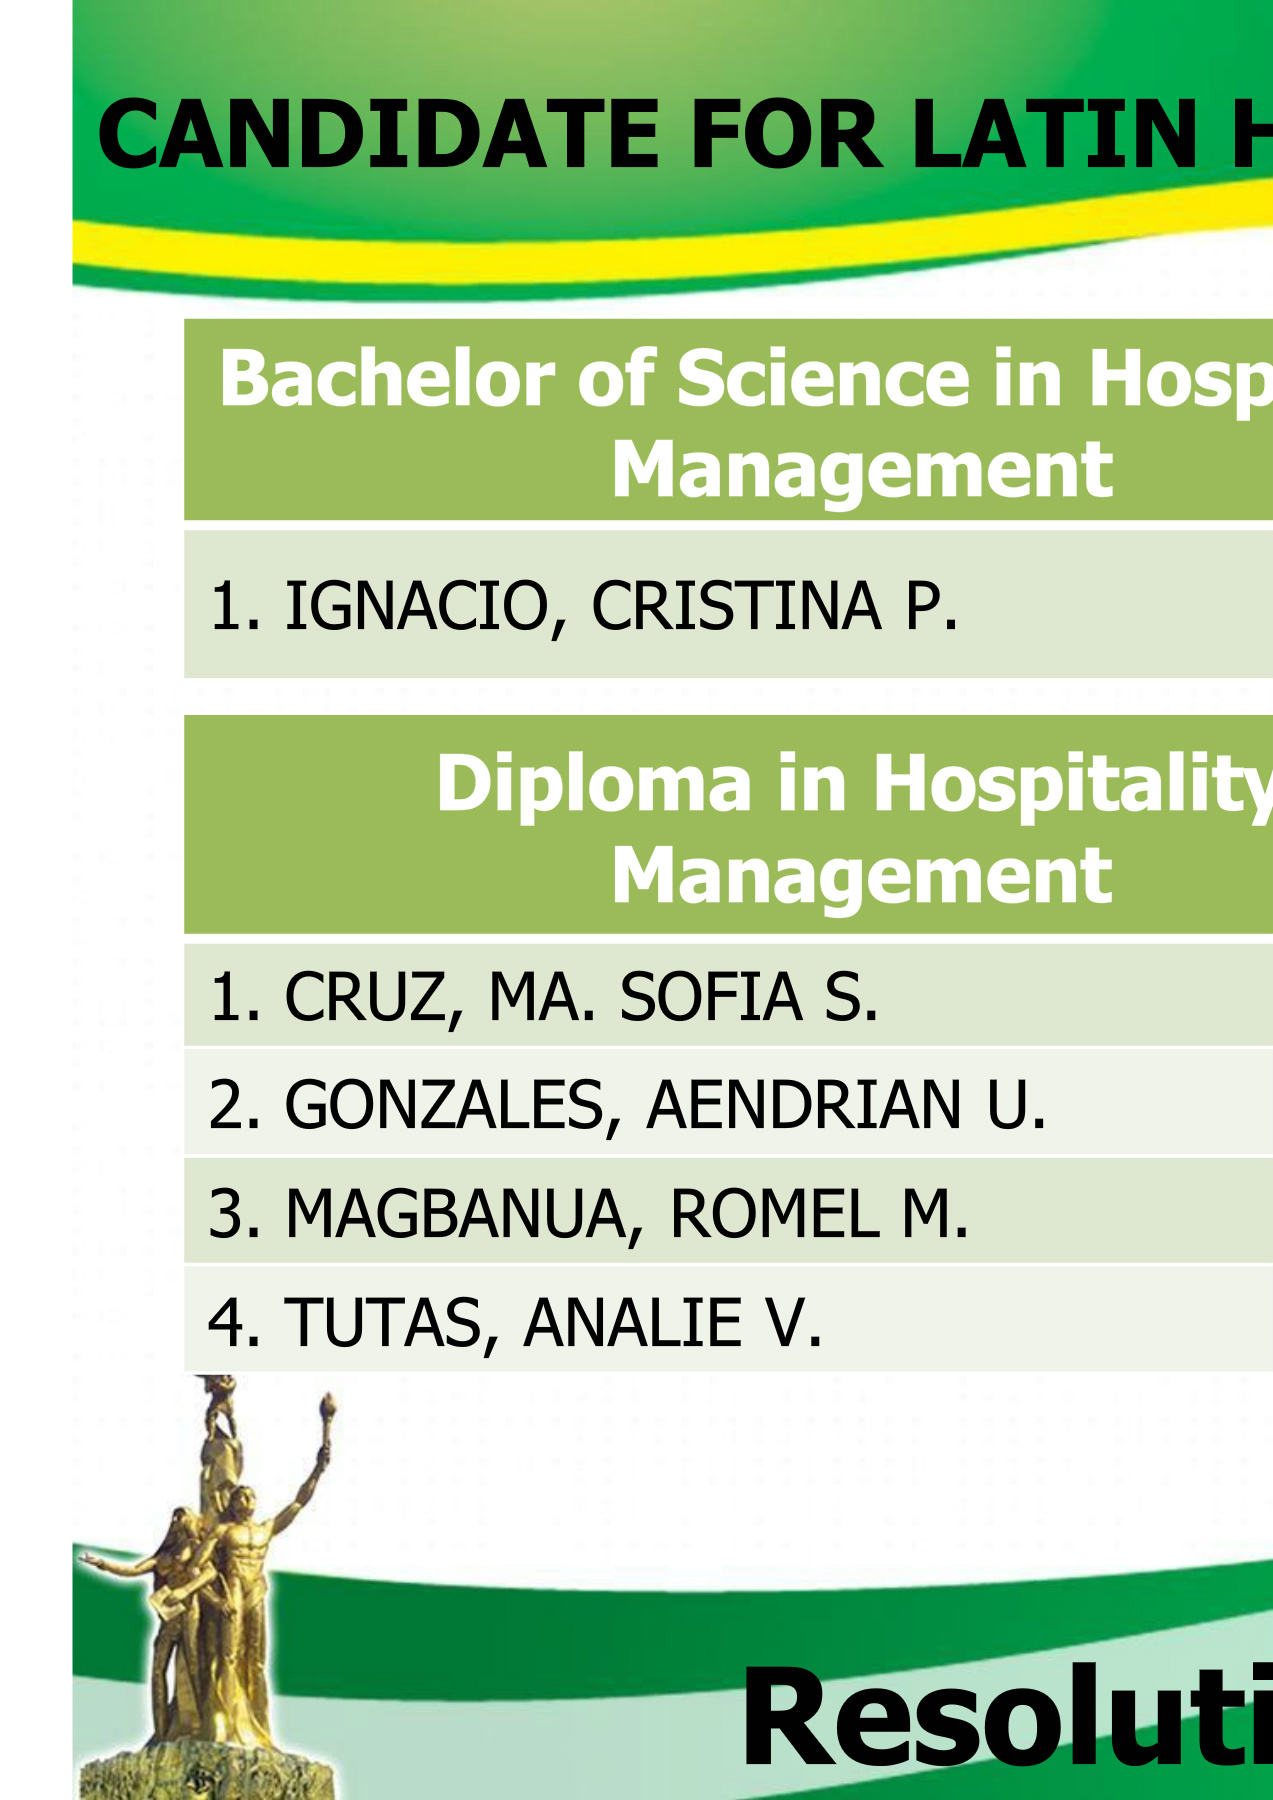 CANDIDATE FOR LATIN H
Bachelor of Science in Hosp
Management
1. IGNACIO, CRISTINA P.
Diploma in Hospitality
Management
1. CRUZ, MA. SOFIA S.
2. GONZALES, AENDRIAN U.
3. MAGBANUA, ROMEL M.
4. TUTAS, ANALIE V.
Resoluti